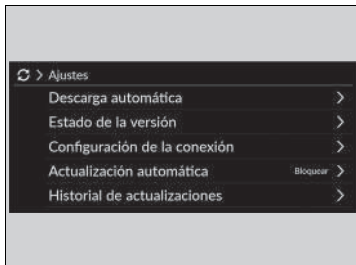 > Ajustes
Descarga automática >
Estado de la versión >
Configuración de la conexión >
Actualización automática Bloquear >
Historial de actualizaciones >